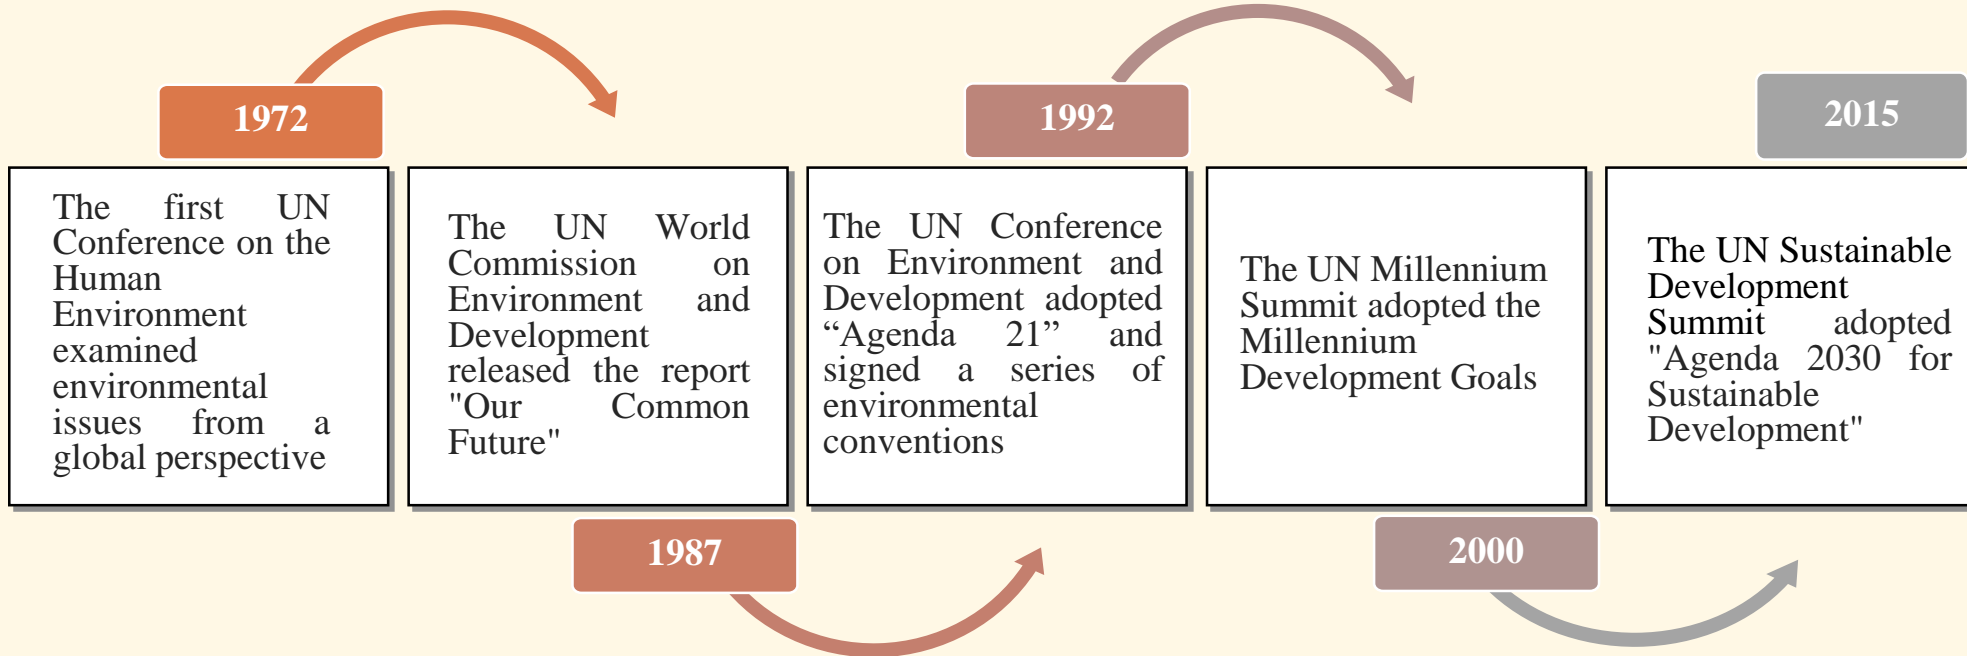 1972
The first UN
Conference on the
Human
Environment
examined
environmental
issues from a
global perspective
The UN World
Commission on
Environment and
Development
released the report
"Our Common
Future"
1987
1992
The UN Conference
on Environment and
Development adopted
“Agenda 21” and
signed a series of
environmental
conventions
The UN Millennium
Summit adopted the
Millennium
Development Goals
2000
2015
The UN Sustainable
Development
Summit adopted
"Agenda 2030 for
Sustainable
Development"